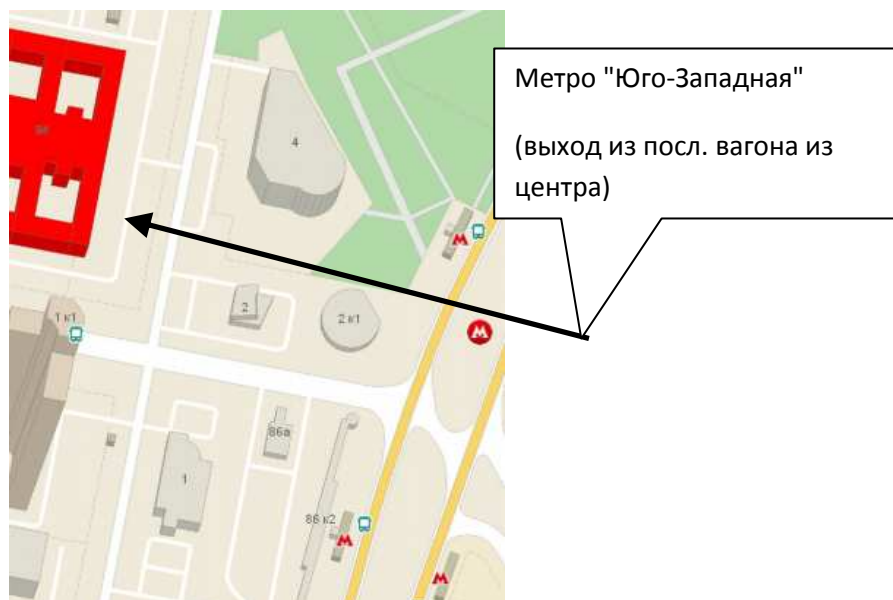 Метро "Юго-Западная"
(выход из посл. вагона из
центра)
4
М
1 к1
2
2 к1
М
86а
1
86 к2
М
М